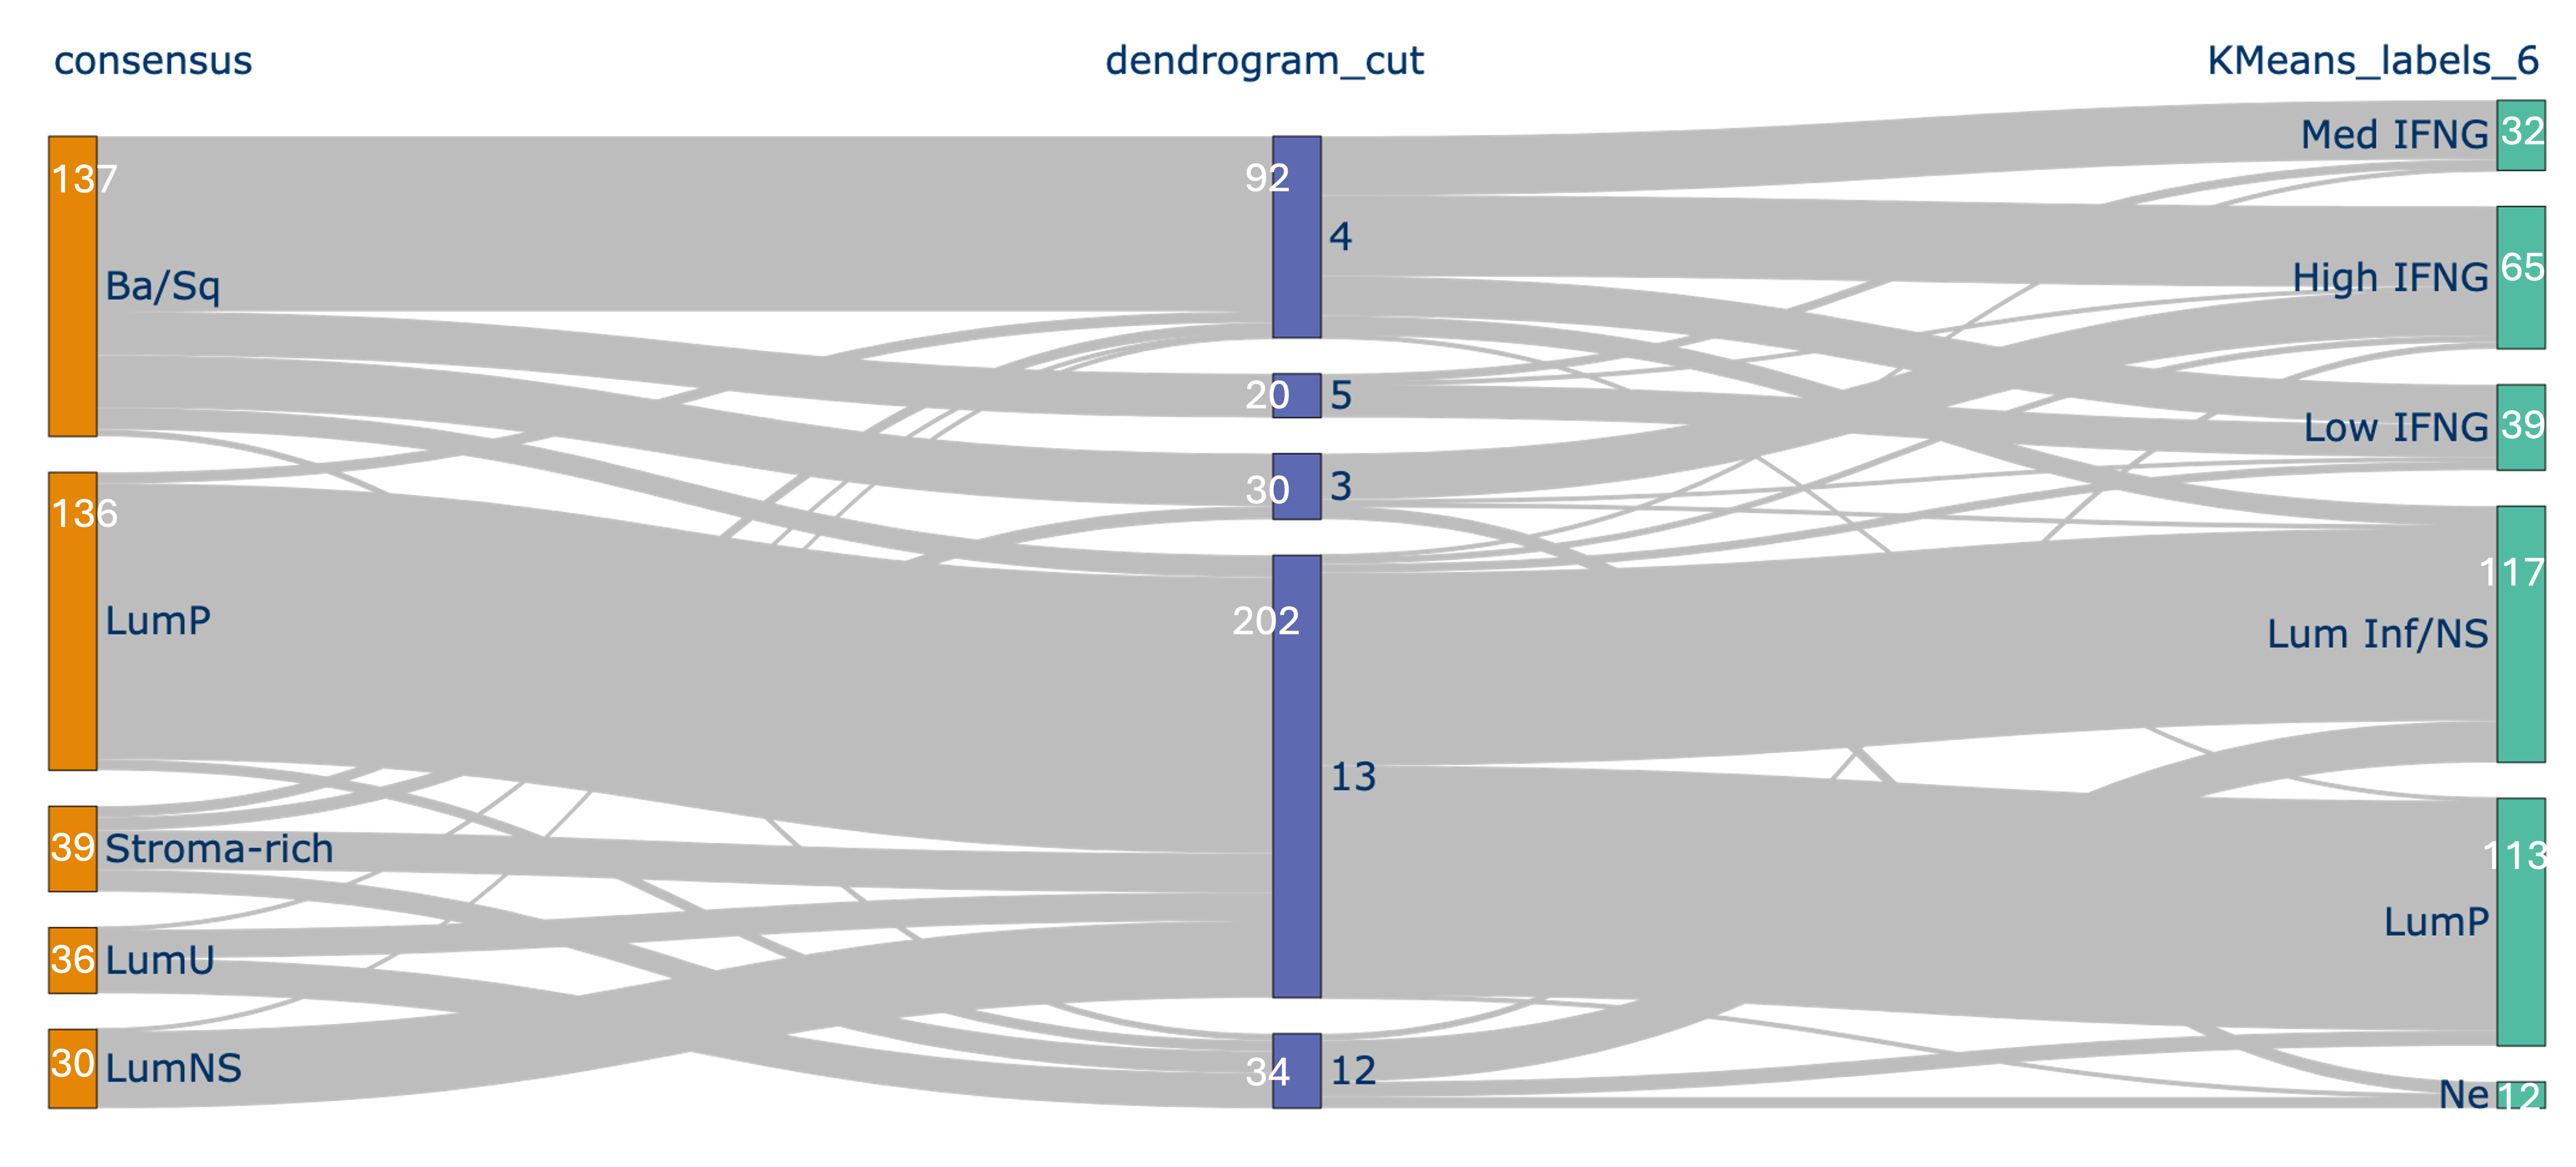 consensus
dendrogram_cut
KMeans_labels_6
137
Ba/Sq
136
LumP
39
Stroma-rich
36
LumU
30
LumNS
92
4
20
5
30
3
202
13
34
12
Med IFNG
32
High IFNG
65
Low IFNG
39
117
Lum Inf/NS
113
LumP
Ne
12